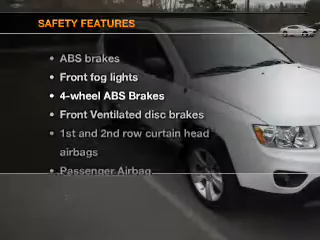 SAFETY FEATURES
• ABS brakes
• Front fog lights
• 4-wheel ABS Brakes
• Front Ventilated disc brakes
• 1st and 2nd row curtain head
airbags
• Passenger Airbag